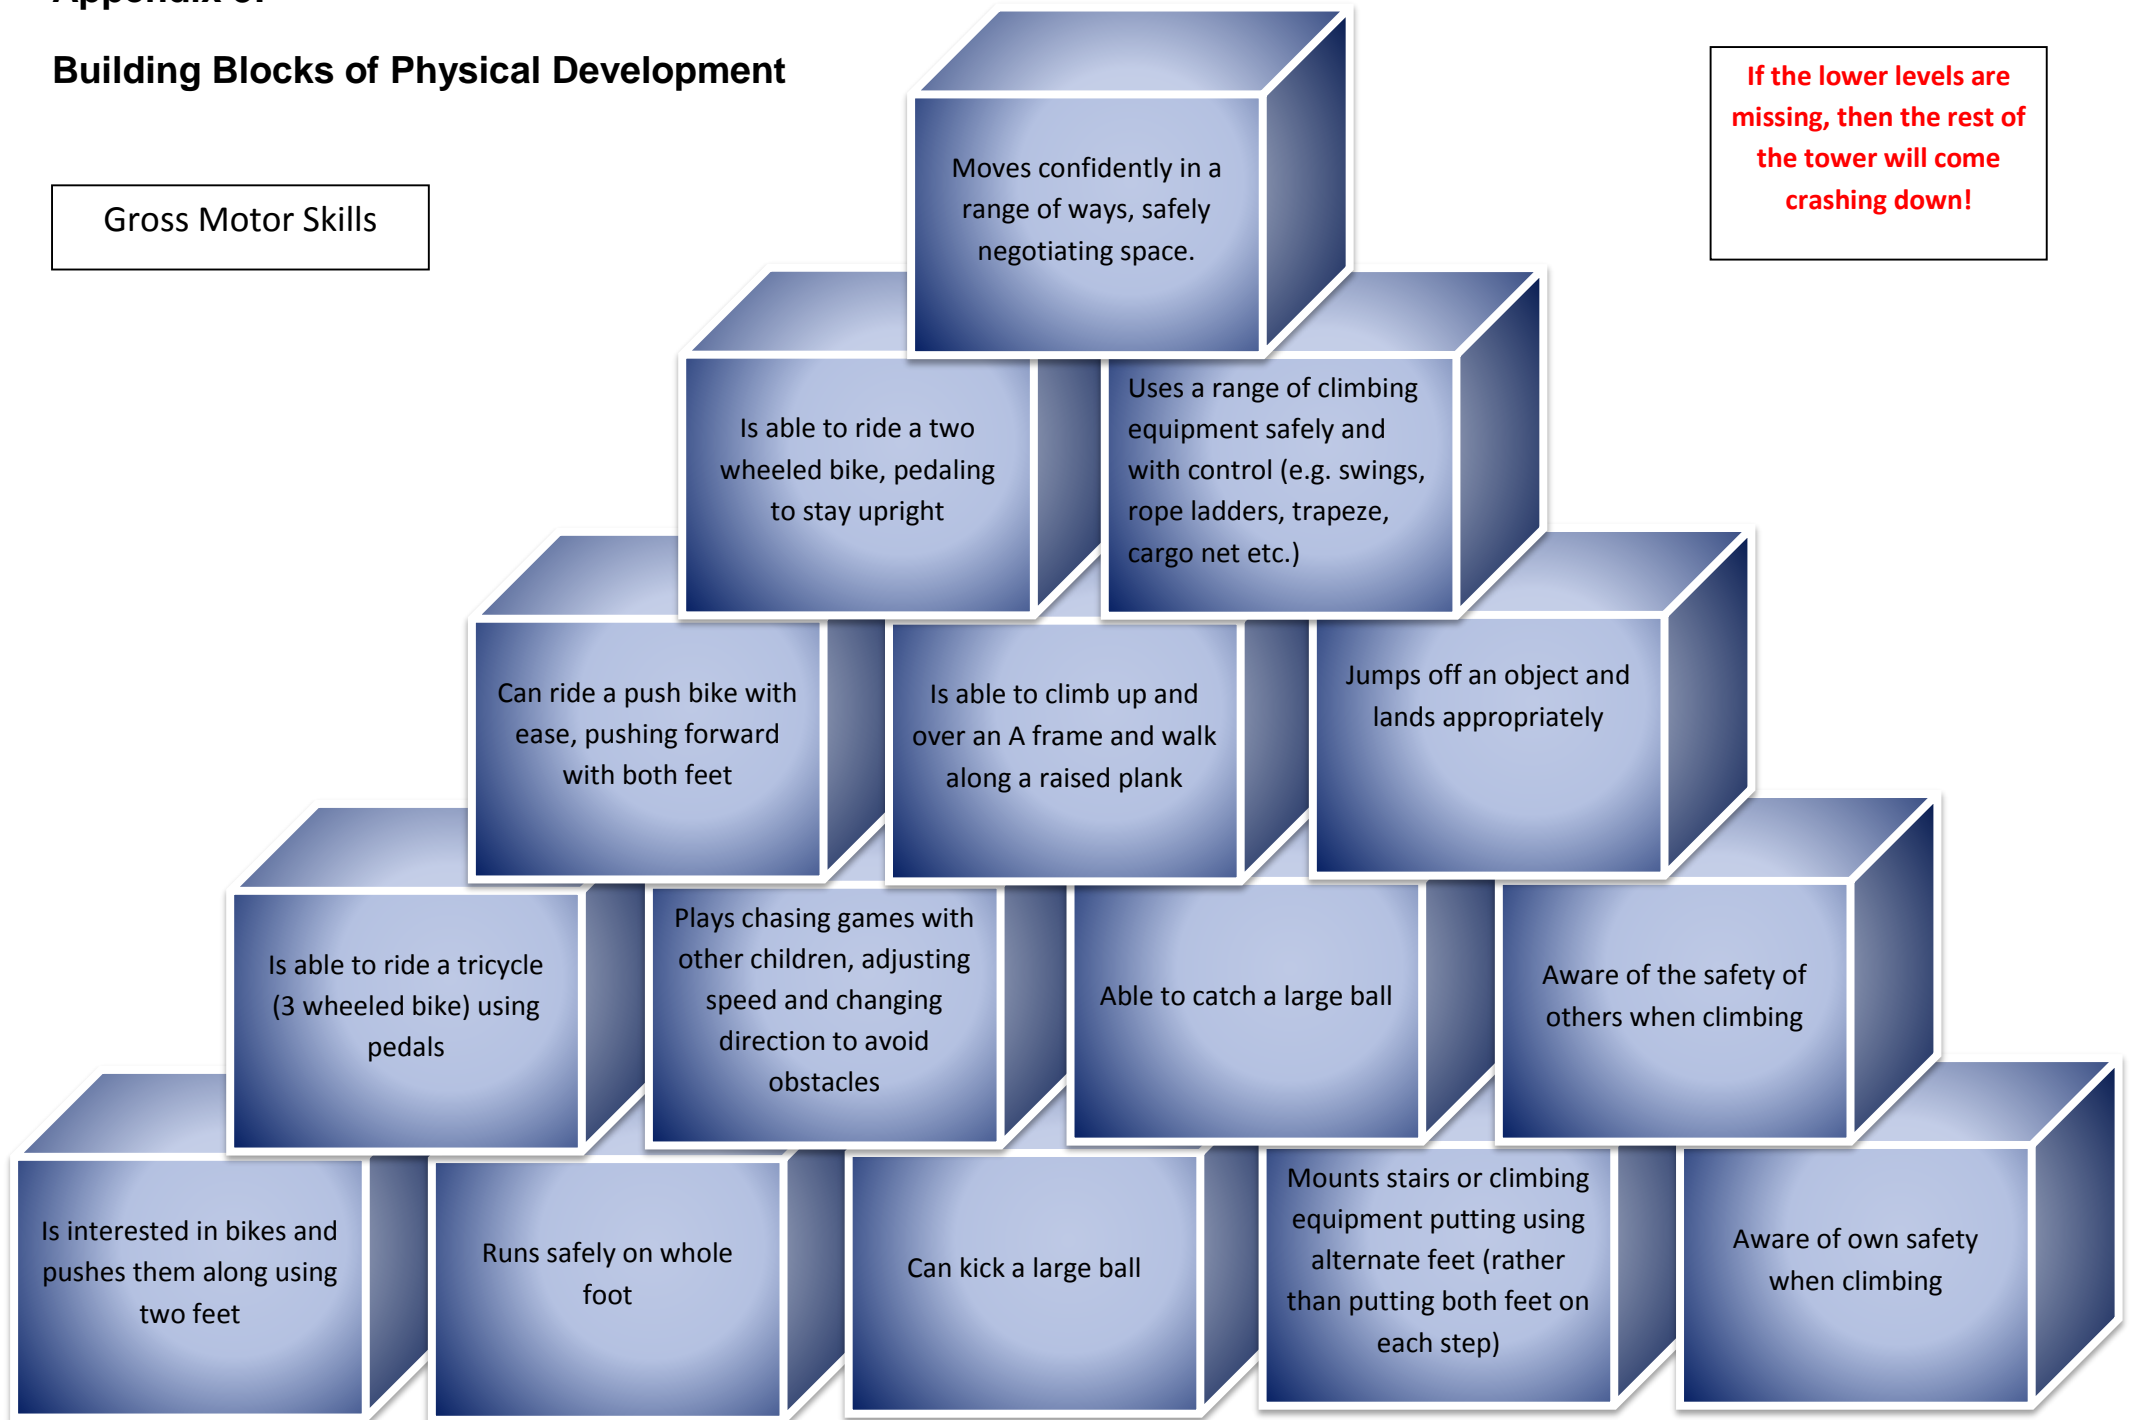 Building Blocks of Physical Development
Gross Motor Skills
If the lower levels are
missing, then the rest of
the tower will come
crashing down!
Moves confidently in a
range of ways, safely
negotiating space.
Is able to ride a two
wheeled bike, pedaling
to stay upright
Uses a range of climbing
equipment safely and
with control (e.g. swings,
rope ladders, trapeze,
cargo net etc.)
Can ride a push bike with
ease, pushing forward
with both feet
Is able to climb up and
over an A frame and walk
along a raised plank
Jumps off an object and
lands appropriately
Is able to ride a tricycle
(3 wheeled bike) using
pedals
Plays chasing games with
other children, adjusting
speed and changing
direction to avoid
obstacles
Able to catch a large ball
Aware of the safety of
others when climbing
Is interested in bikes and
pushes them along using
two feet
Runs safely on whole
foot
Can kick a large ball
Mounts stairs or climbing
equipment putting using
alternate feet (rather
than putting both feet on
each step)
Aware of own safety
when climbing